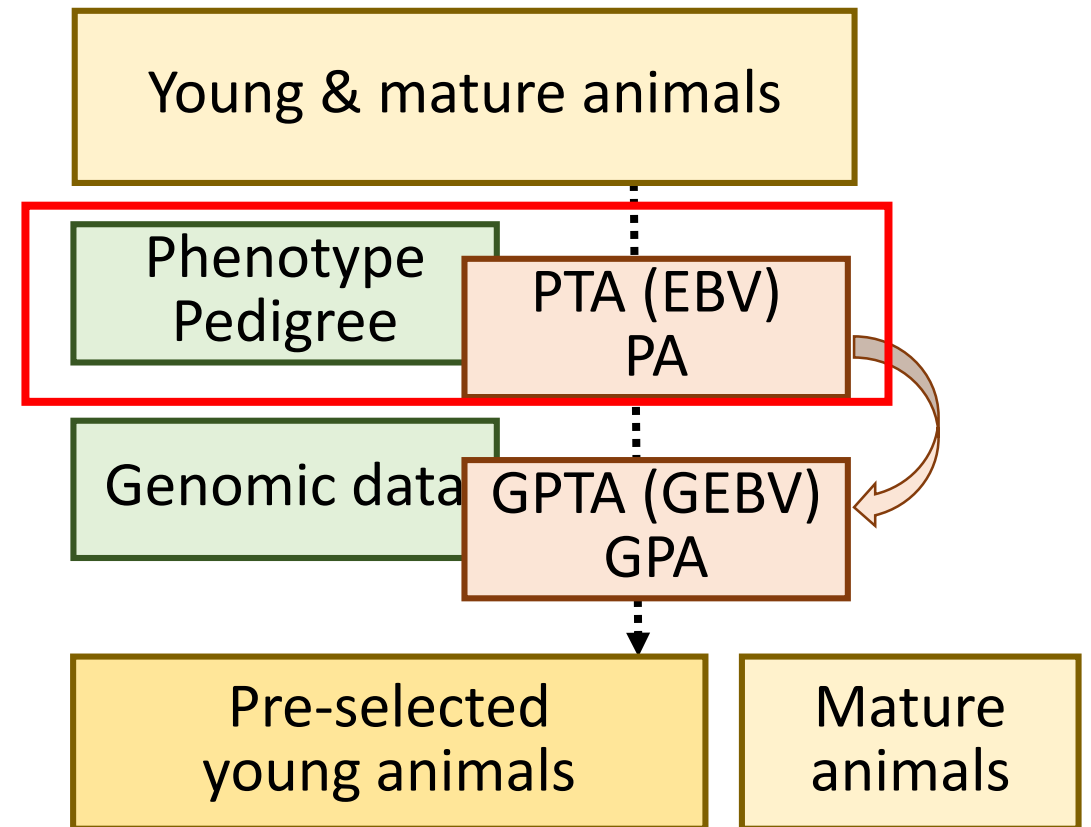 Young & mature animals
Phenotype
Pedigree
PTA (EBV)
PA
Genomic data
GPTA (GEBV)
GPA
Pre-selected
young animals
Mature
animals